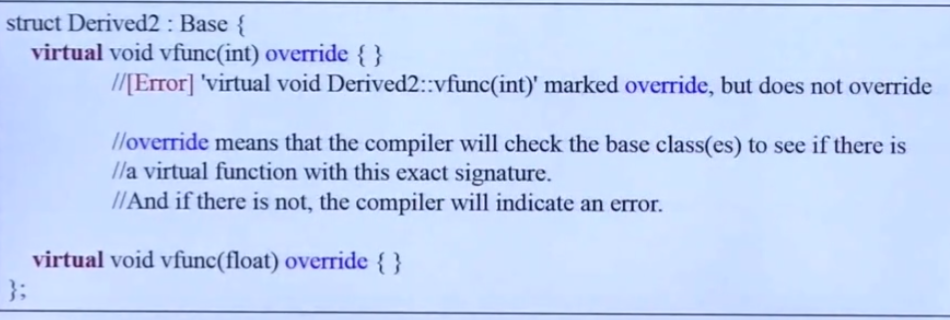 struct Derived2 : Base {
virtual void vfunc(int) override { }
//[Error] 'virtual void Derived2::vfunc(int)' marked override, but does not override
//override means that the compiler will check the base class(es) to see if there is
//a virtual function with this exact signature.
//And if there is not, the compiler will indicate an error.
virtual void vfunc(float) override { }
};